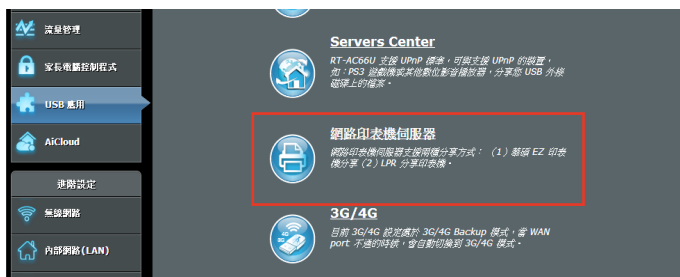 流量管理
家長電腦控制程式
USB 應用
AiCloud
進階設定
無線網路
內部網路(LAN)
Servers Center
RT-AC66U 支援 UPnP 標準，可與支援 UPnP 的裝置，
如：PS3 遊戲機或其他數位影音播放器，分享您 USB 外接
磁碟上的檔案。
網路印表機伺服器
網路印表機伺服器支援兩種分享方式： （1）華碩 EZ 印表
機分享（2）LPR 分享印表機。
3G/4G
目前 3G/4G 設定處於 3G/4G Backup 模式，當 WAN
port 不通的時候，會自動切換到 3G/4G 模式。